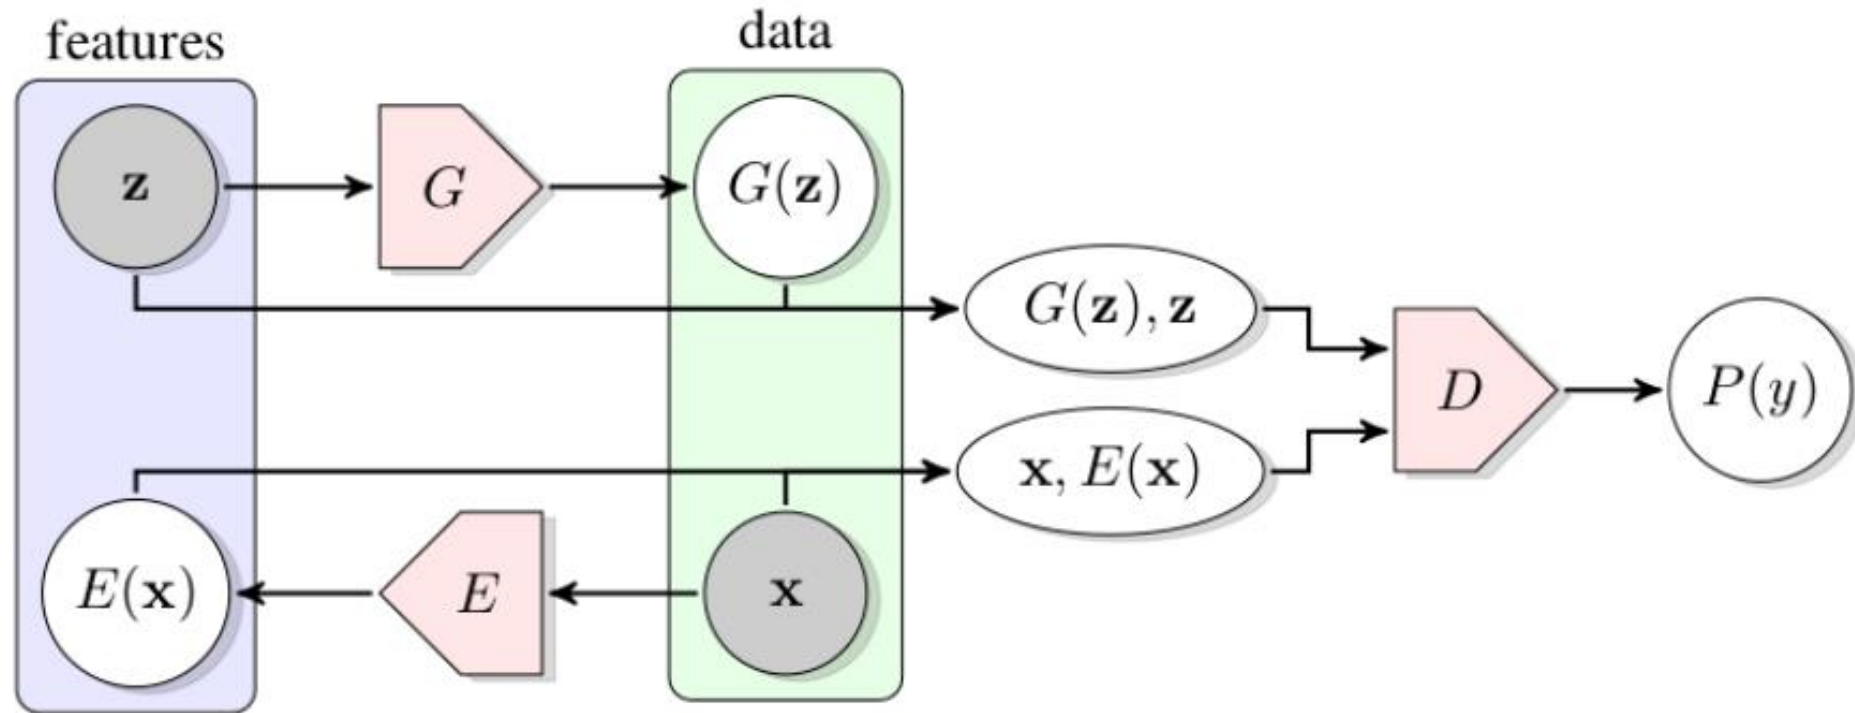 features
data
z
G
G(z)
G(z), z
D
P(y)
x, E(x)
E(x)
E
x